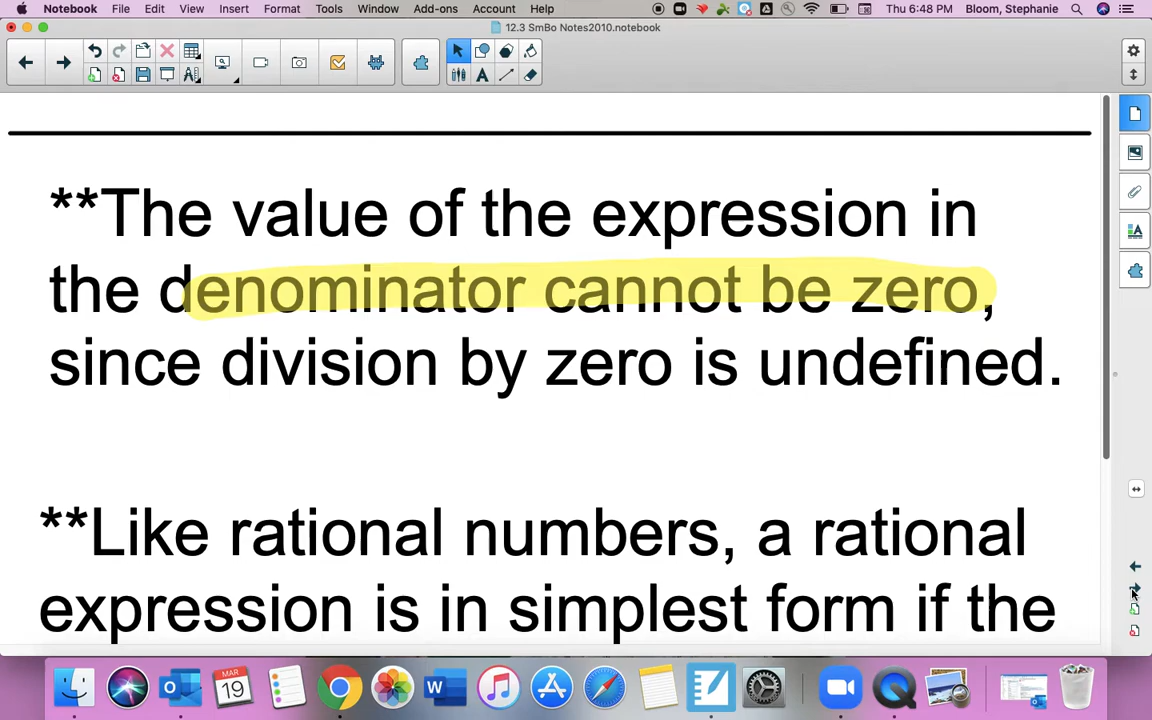 Notebook File Edit View Insert Format Tools Window Add-ons Account Help Thu 6:48 PM Bloom, Stephanie
12.3 SmBo Notes2010.notebook
**The value of the expression in
the denominator cannot be zero,
since division by zero is undefined.
**Like rational numbers, a rational
expression is in simplest form if the
MAR
19